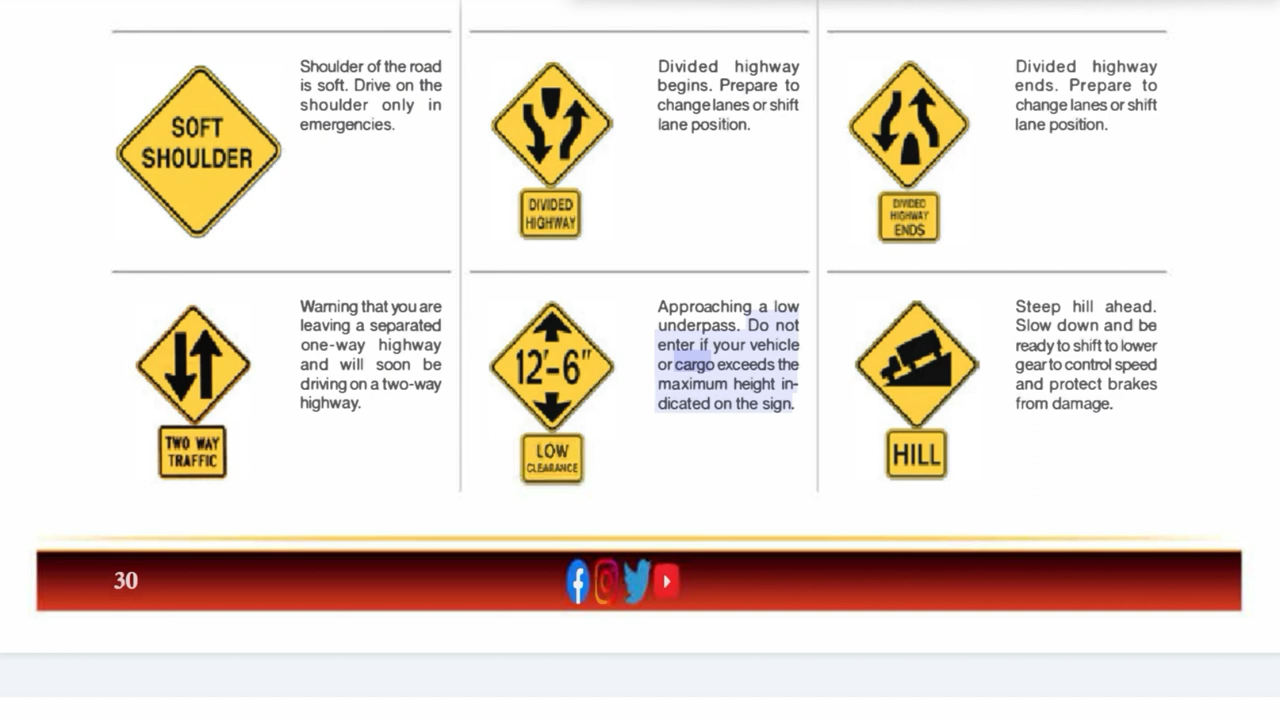 SOFT
SHOULDER
Shoulder of the road
is soft. Drive on the
shoulder only in
emergencies.
DIVIDED
HIGHWAY
Divided highway
begins. Prepare to
change lanes or shift
lane position.
DIVIDED
HIGHWAY
ENDS
Divided highway
ends. Prepare to
change lanes or shift
lane position.
TWO WAY
TRAFFIC
Warning that you are
leaving a separated
one-way highway
and will soon be
driving on a two-way
highway.
12'-6"
LOW
CLEARANCE
Approaching a low
underpass. Do not
enter if your vehicle
or cargo exceeds the
maximum height in-
dicated on the sign.
HILL
Steep hill ahead.
Slow down and be
ready to shift to lower
gear to control speed
and protect brakes
from damage.
30